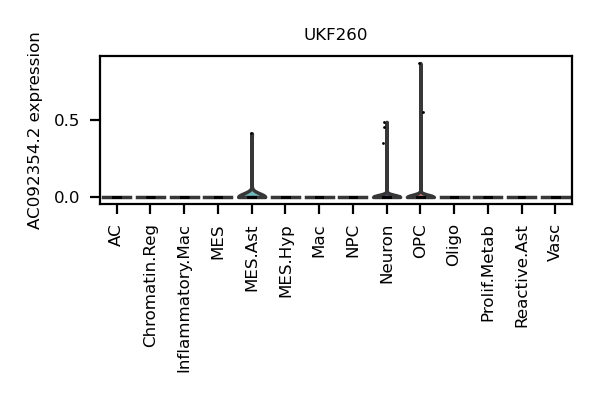 UKF260
AC092354.2 expression
0.5
0.0
AC
Chromatin.Reg
Inflammatory.Mac
MES
MES.Ast
MES.Hyp
Mac
NPC
Neuron
OPC
Oligo
Prolif.Metab
Reactive.Ast
Vasc